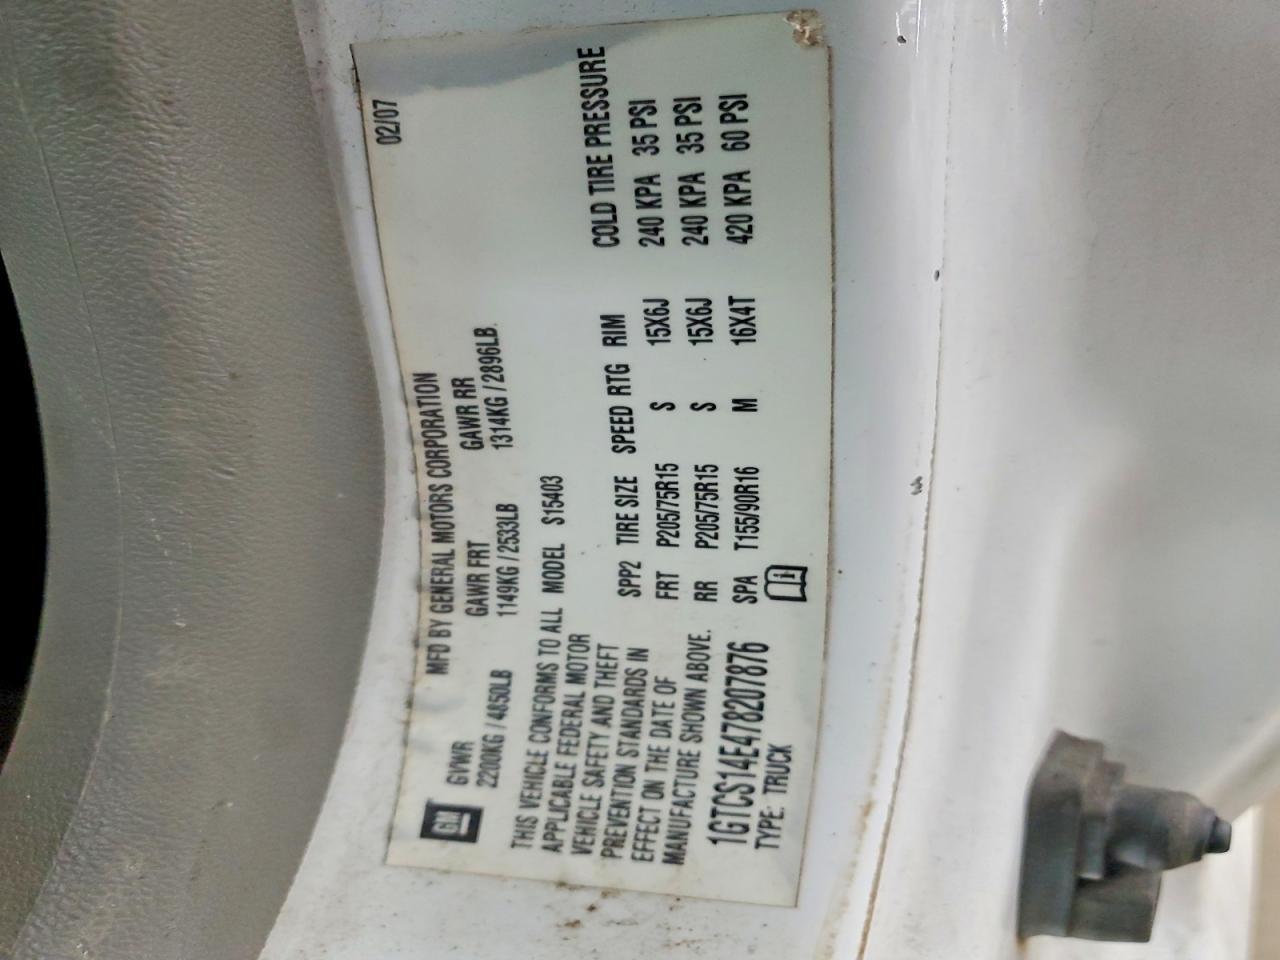 02/07
MFD BY GENERAL MOTORS CORPORATION
GM GVWR GAWR FRT GAWR RR
2200KG / 4850LB 1149KG / 2533LB 1314KG / 2896LB
THIS VEHICLE CONFORMS TO ALL MODEL S15403
APPLICABLE FEDERAL MOTOR
VEHICLE SAFETY AND THEFT
PREVENTION STANDARDS IN
EFFECT ON THE DATE OF
MANUFACTURE SHOWN ABOVE.
SPP2 TIRE SIZE SPEED RTG RIM COLD TIRE PRESSURE
FRT P205/75R15 S 15X6J 240 KPA 35 PSI
RR P205/75R15 S 15X6J 240 KPA 35 PSI
SPA T155/90R16 M 16X4T 420 KPA 60 PSI
1GTCS14E478207876
TYPE: TRUCK